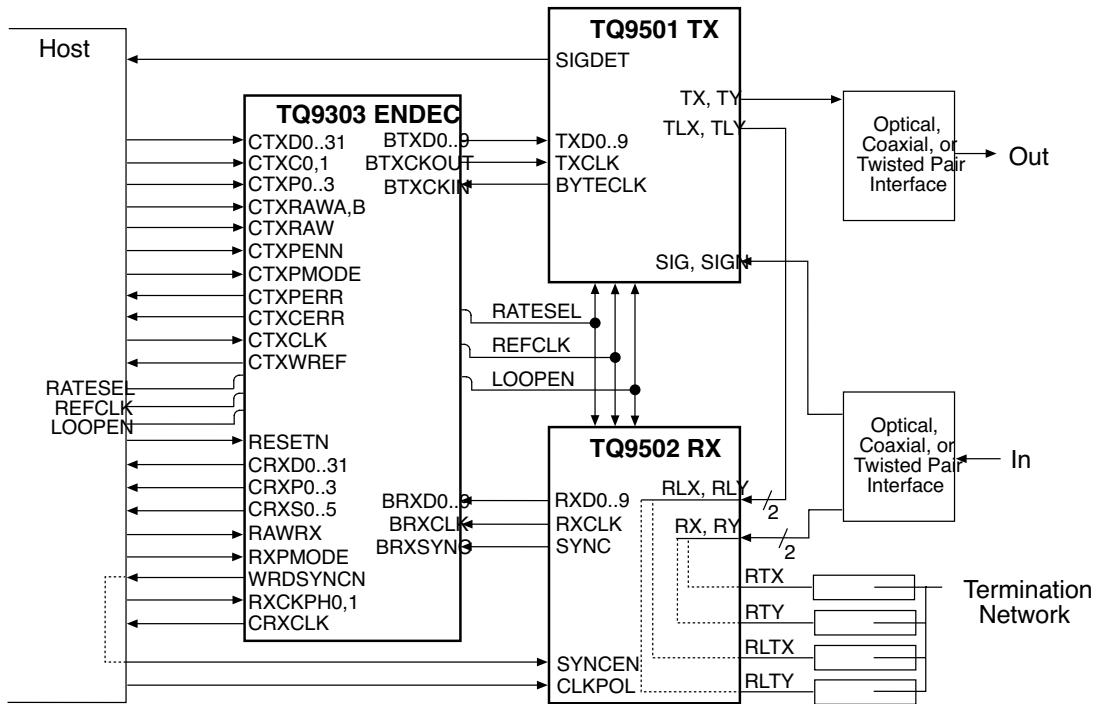 Host
TQ9501 TX
SIGDET
TX, TY
TLX, TLY
TXD0..9
TXCLK
BYTECLK
SIG, SIGN
Optical,
Coaxial, or
Twisted Pair
Interface
Out
TQ9303 ENDEC
CTXD0..31
CTXC0,1
CTXP0..3
CTXRAWA,B
CTXRAW
CTXPENN
CTXPMODE
CTXPERR
CTXCERR
CTXCLK
CTXWREF
BTXD0..9
BTXCKOUT
BTXCKIN
RATESEL
REFCLK
LOOPEN
RATESEL
REFCLK
LOOPEN
RESETN
CRXD0..31
CRXP0..3
CRXS0..5
RAWRX
RXPMODE
WRDSYNCN
RXCKPH0,1
CRXCLK
BRXD0..9
BRXCLK
BRXSYNC
TQ9502 RX
RLX, RLY
RXD0..9
RX, RY
RXCLK
SYNC
2
2
Optical,
Coaxial, or
Twisted Pair
Interface
In
RTX
RTY
RLTX
RLTY
Termination
Network
SYNCEN
CLKPOL